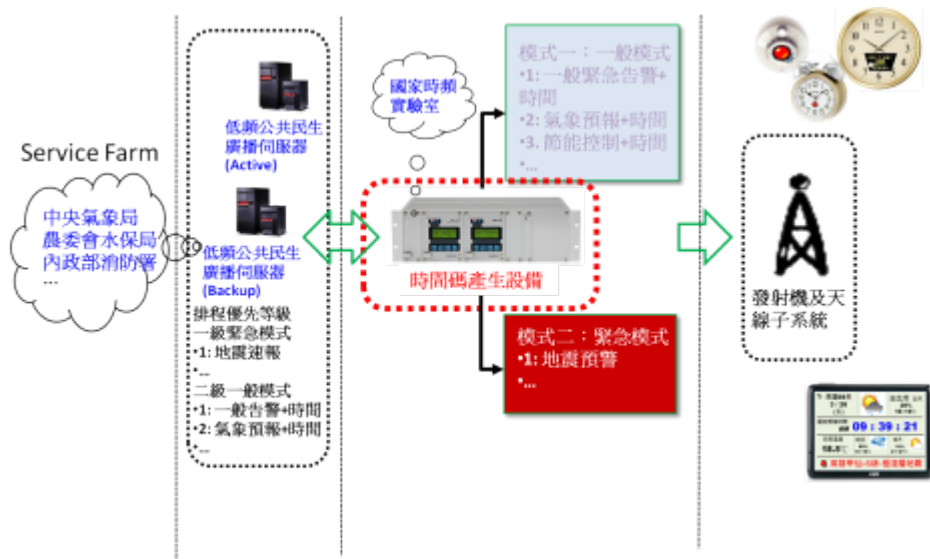 Service Farm
中央氣象局
農委會水保局
內政部消防署
...
低頻公共民生
廣播伺服器
(Active)
低頻公共民生
廣播伺服器
(Backup)
排程優先等級
一級緊急模式
•1: 地震速報
•...
二級一般模式
•1: 一般告警+時間
•2: 氣象預報+時間
•...
國家時頻
實驗室
時間碼產生設備
模式一：一般模式
•1: 一般緊急告警+
時間
•2: 氣象預報+時間
•3. 節能控制+時間
•...
模式二：緊急模式
•1: 地震預警
•...
發射機及天
線子系統
09:39:21